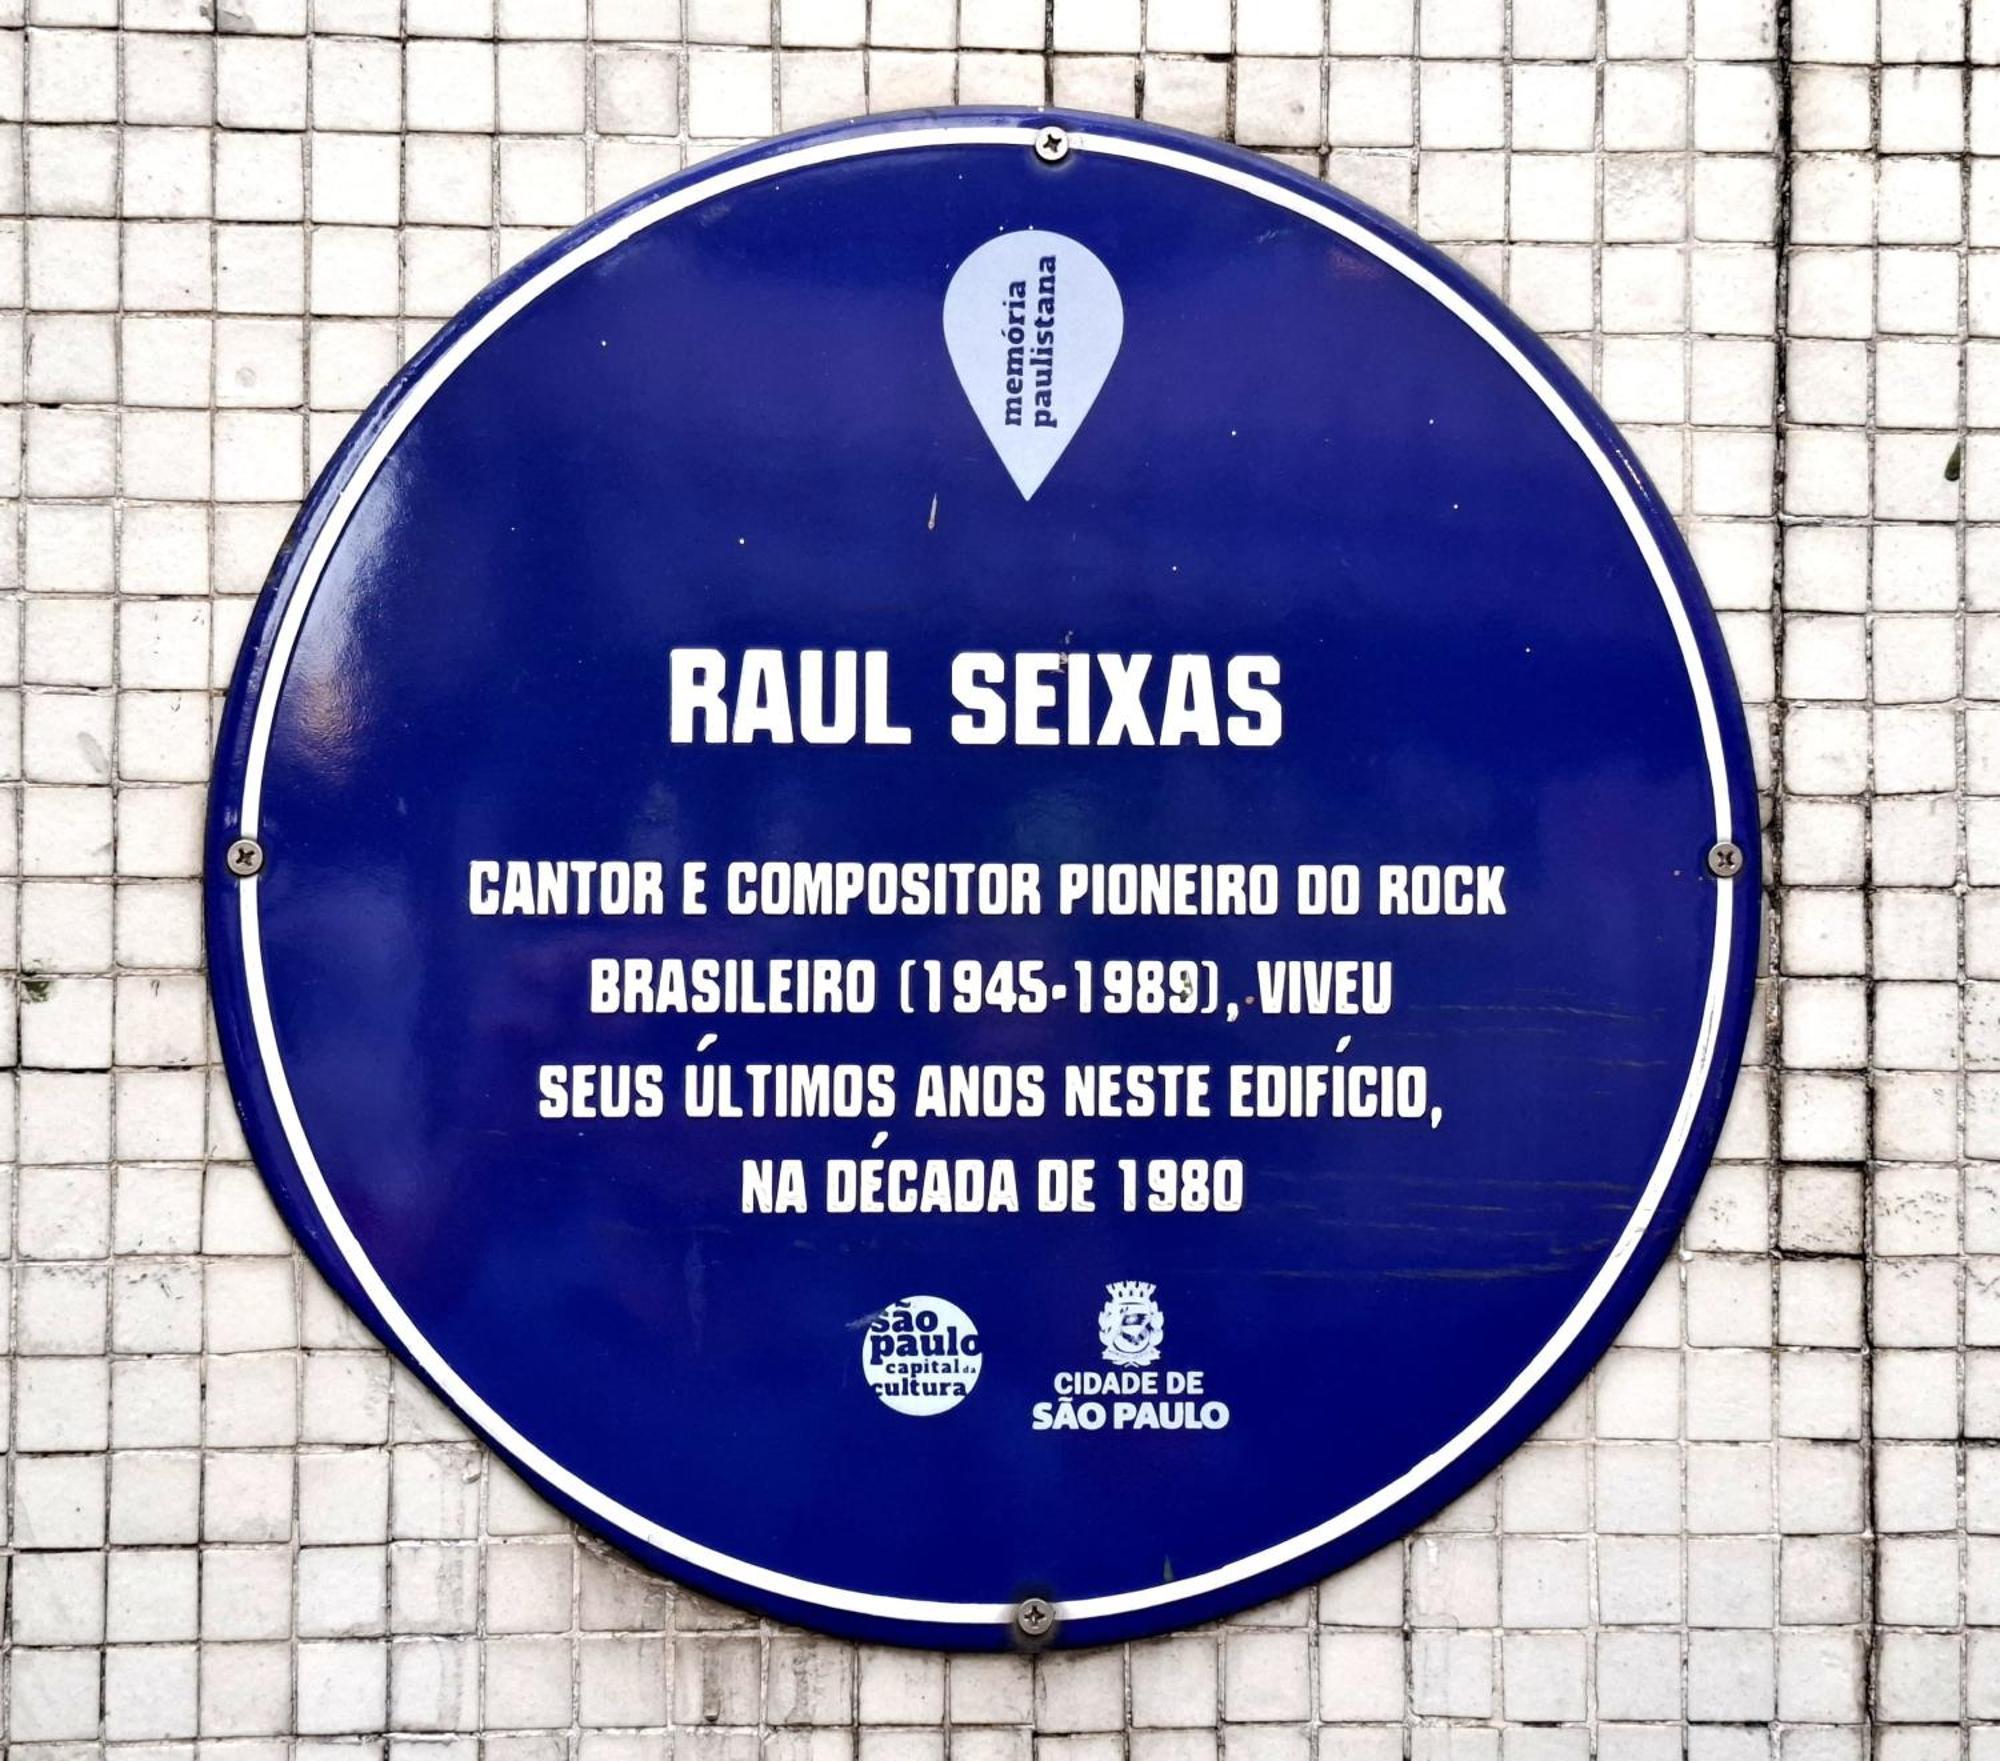 memória
paulistana
RAUL SEIXAS
CANTOR E COMPOSITOR PIONEIRO DO ROCK
BRASILEIRO (1945-1989), VIVEU
SEUS ÚLTIMOS ANOS NESTE EDIFÍCIO,
NA DÉCADA DE 1980
são
paulo
capital da
cultura
CIDADE DE
SÃO PAULO